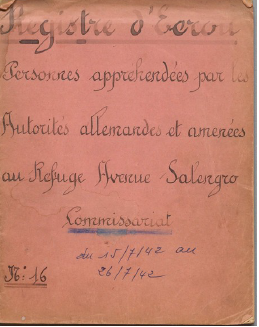 Registre d'Ecrou
Personnes apprehendées par les
Autorités allemandes et amenées
au Refuge Avenue Salengro
Commissariat
du 15/7/42 au
26/7/42
N: 16